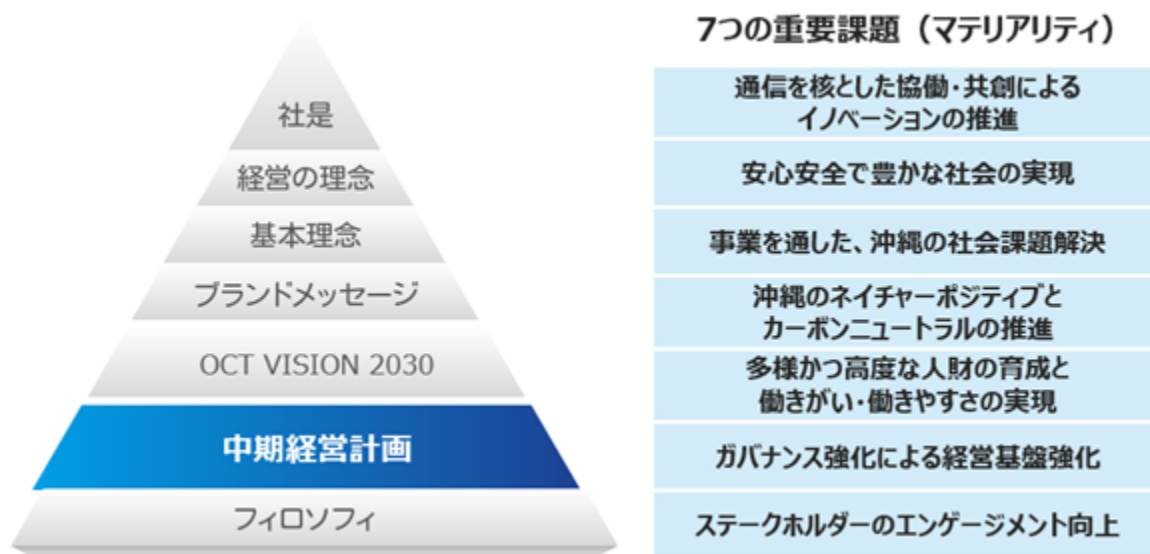 社是
経営の理念
基本理念
ブランドメッセージ
OCT VISION 2030
中期経営計画
フィロソフィ
7つの重要課題（マテリアリティ）
通信を核とした協働・共創による
イノベーションの推進
安心安全で豊かな社会の実現
事業を通した、沖縄の社会課題解決
沖縄のネイチャーポジティブと
カーボンニュートラルの推進
多様かつ高度な人財の育成と
働きがい・働きやすさの実現
ガバナンス強化による経営基盤強化
ステークホルダーのエンゲージメント向上